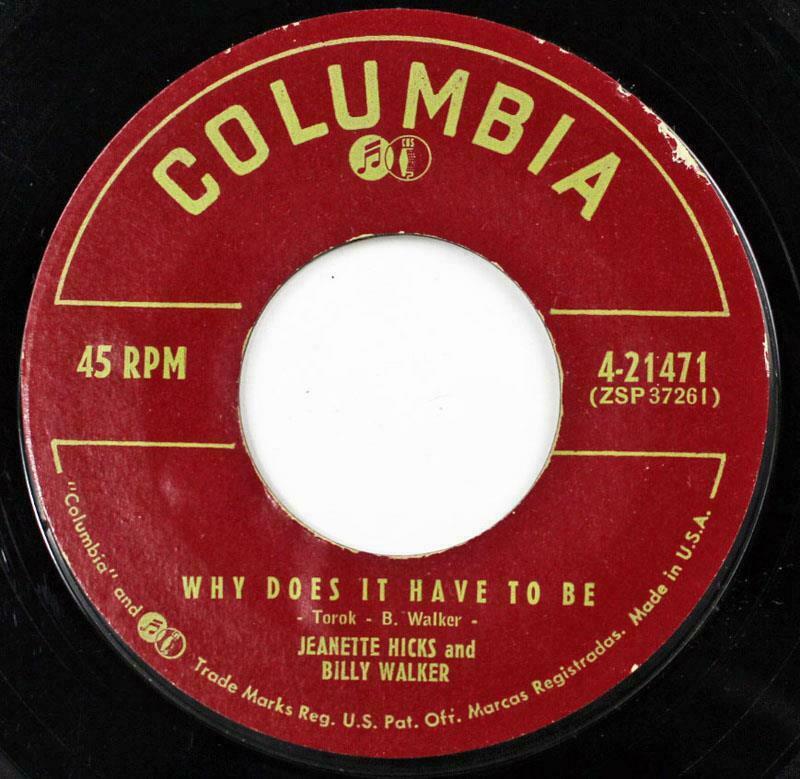 COLUMBIA
CBS
45 RPM
4-21471
(ZSP 37261)
WHY DOES IT HAVE TO BE
- Torok - B. Walker -
JEANETTE HICKS and
BILLY WALKER
"Columbia" and Trade Marks Reg. U.S. Pat. Off. Marcas Registradas. Made in U.S.A.